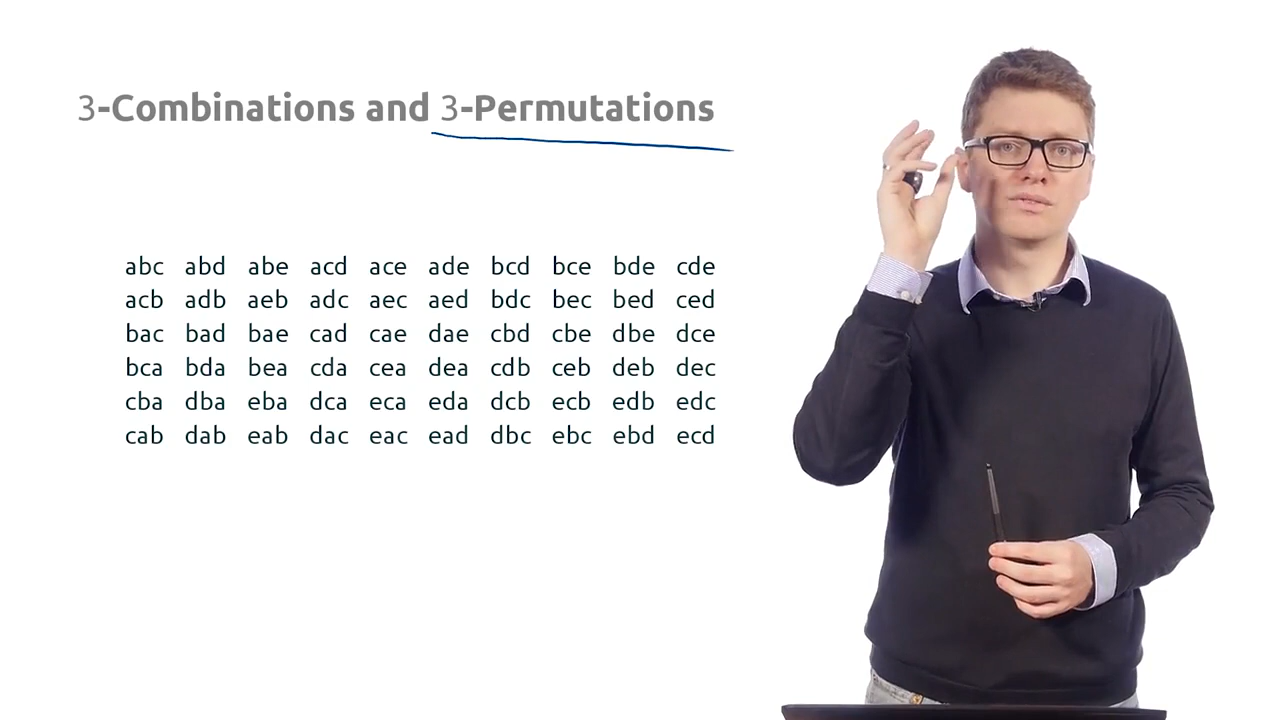 3-Combinations and 3-Permutations
abc abd abe acd ace ade bcd bce bde cde
acb adb aeb adc aec aed bdc bec bed ced
bac bad bae cad cae dae cbd cbe dbe dce
bca bda bea cda cea dea cdb ceb deb dec
cba dba eba dca eca eda dcb ecb edb edc
cab dab eab dac eac ead dbc ebc ebd ecd